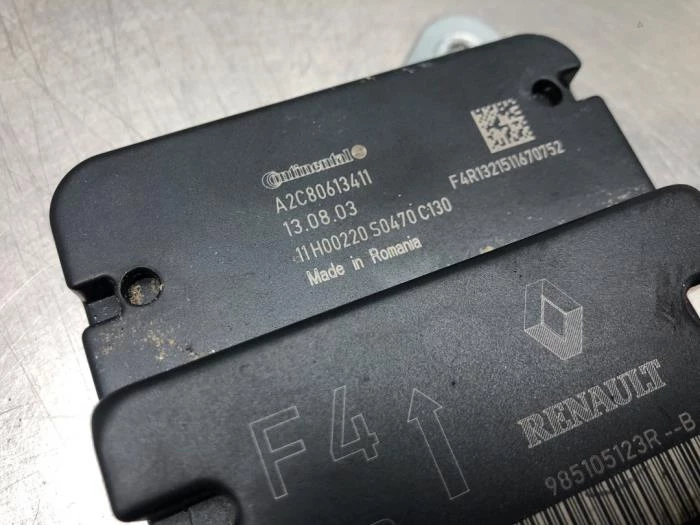 Continental
A2C80613411
13.08.03
11H00220 S0470 C130
Made in Romania
F4R1321511670752
RENAULT
985105123R--B
F4